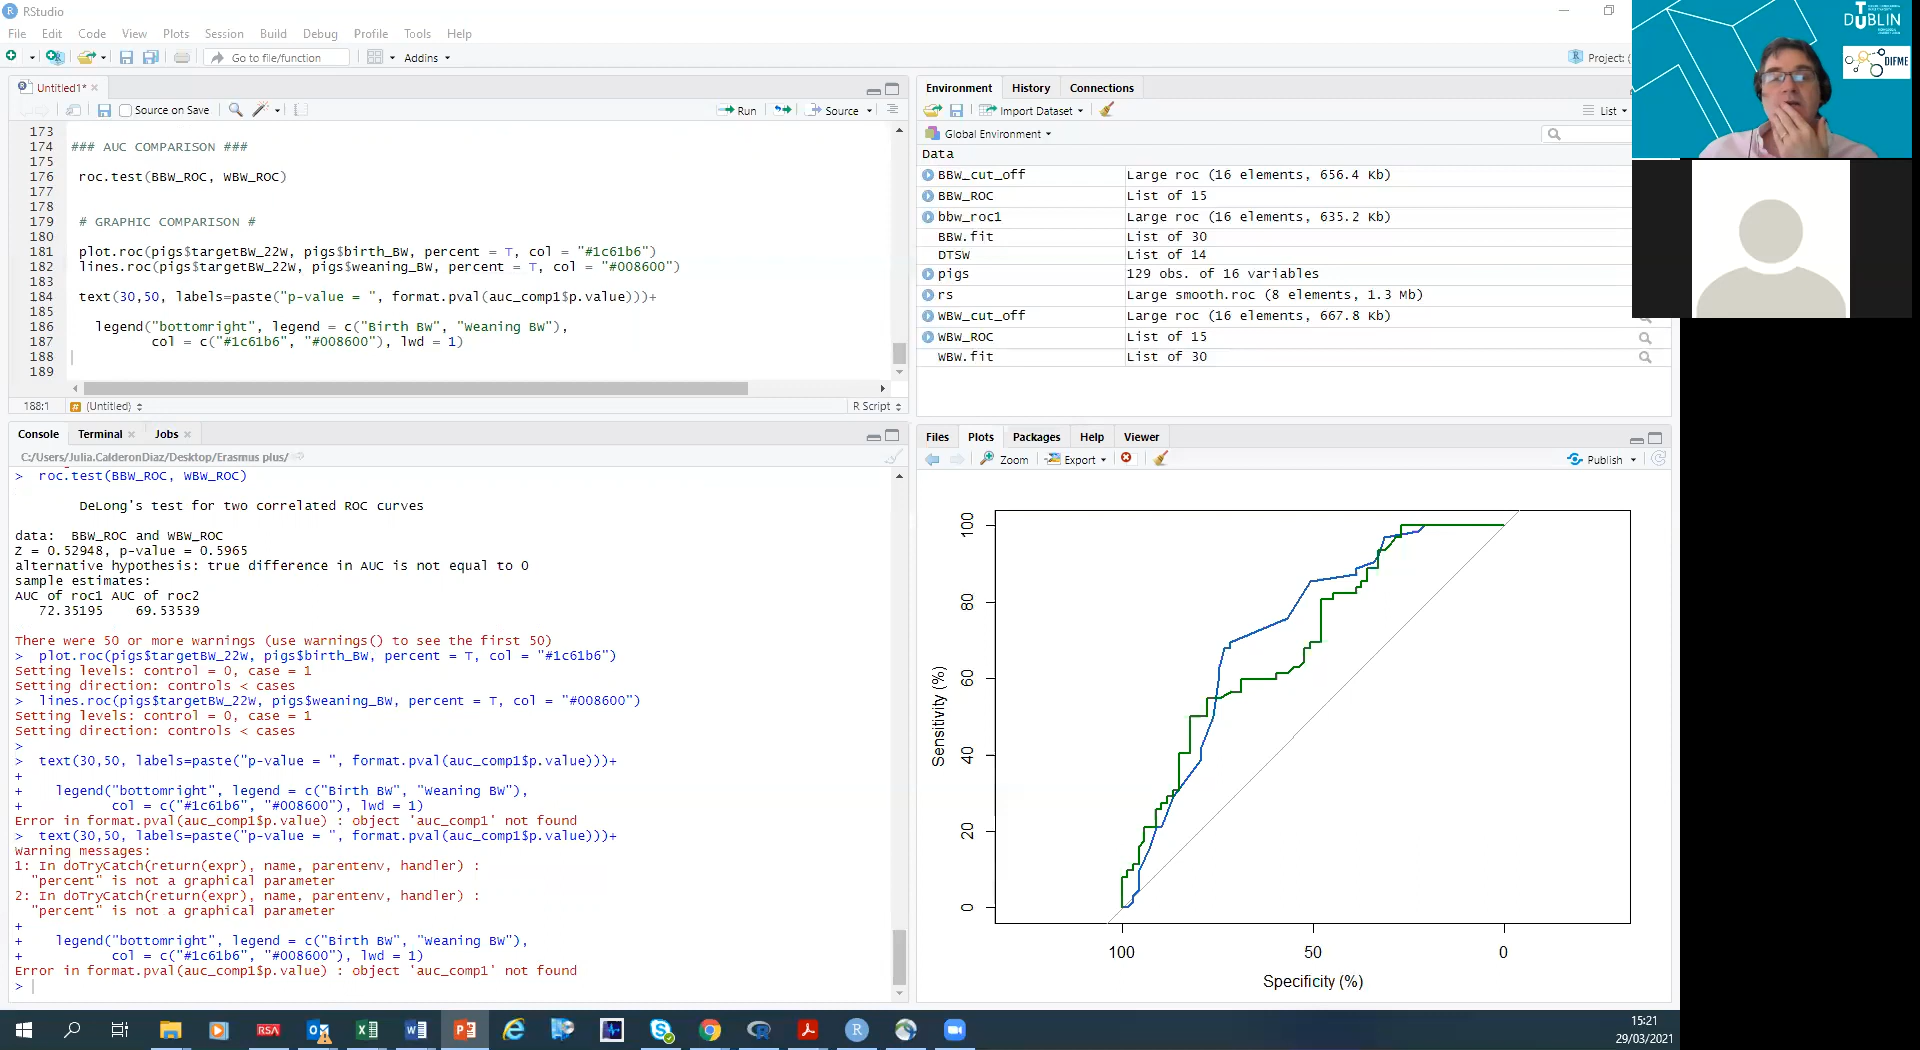 RStudio
File Edit Code View Plots Session Build Debug Profile Tools Help
Go to file/function Addins Project: (
Untitled1*
Source on Save Run Source
173
174 ### AUC COMPARISON ###
175
176 roc.test(BBW_ROC, WBW_ROC)
177
178
179 # GRAPHIC COMPARISON #
180
181 plot.roc(pigs$targetBW_22W, pigs$birth_BW, percent = T, col = "#1c61b6")
182 lines.roc(pigs$targetBW_22W, pigs$weaning_BW, percent = T, col = "#008600")
183
184 text(30,50, labels=paste("p-value = ", format.pval(auc_comp1$p.value)))+
185
186 legend("bottomright", legend = c("Birth BW", "Weaning BW"),
187 col = c("#1c61b6", "#008600"), lwd = 1)
188
189
188:1 (Untitled) R Script
Console Terminal Jobs
C:/Users/Julia.CalderonDiaz/Desktop/Erasmus plus/
> roc.test(BBW_ROC, WBW_ROC)
DeLong's test for two correlated ROC curves
data: BBW_ROC and WBW_ROC
Z = 0.52948, p-value = 0.5965
alternative hypothesis: true difference in AUC is not equal to 0
sample estimates:
AUC of roc1 AUC of roc2
72.35195 69.53539
There were 50 or more warnings (use warnings() to see the first 50)
> plot.roc(pigs$targetBW_22W, pigs$birth_BW, percent = T, col = "#1c61b6")
Setting levels: control = 0, case = 1
Setting direction: controls < cases
> lines.roc(pigs$targetBW_22W, pigs$weaning_BW, percent = T, col = "#008600")
Setting levels: control = 0, case = 1
Setting direction: controls < cases
>
> text(30,50, labels=paste("p-value = ", format.pval(auc_comp1$p.value)))+
+
+ legend("bottomright", legend = c("Birth BW", "Weaning BW"),
+ col = c("#1c61b6", "#008600"), lwd = 1)
Error in format.pval(auc_comp1$p.value) : object 'auc_comp1' not found
> text(30,50, labels=paste("p-value = ", format.pval(auc_comp1$p.value)))+
Warning messages:
1: In doTryCatch(return(expr), name, parentenv, handler) :
"percent" is not a graphical parameter
2: In doTryCatch(return(expr), name, parentenv, handler) :
"percent" is not a graphical parameter
+
+ legend("bottomright", legend = c("Birth BW", "Weaning BW"),
+ col = c("#1c61b6", "#008600"), lwd = 1)
Error in format.pval(auc_comp1$p.value) : object 'auc_comp1' not found
>
Environment History Connections
Import Dataset List
Global Environment
Data
BBW_cut_off Large roc (16 elements, 656.4 Kb)
BBW_ROC List of 15
bbw_roc1 Large roc (16 elements, 635.2 Kb)
BBW.fit List of 30
DTSW List of 14
pigs 129 obs. of 16 variables
rs Large smooth.roc (8 elements, 1.3 Mb)
WBW_cut_off Large roc (16 elements, 667.8 Kb)
WBW_ROC List of 15
WBW.fit List of 30
Files Plots Packages Help Viewer
Zoom Export Publish
100
80
60
40
20
0
Sensitivity (%)
100 50 0
Specificity (%)
T
DUBLIN
DIFME
RSA
15:21
29/03/2021